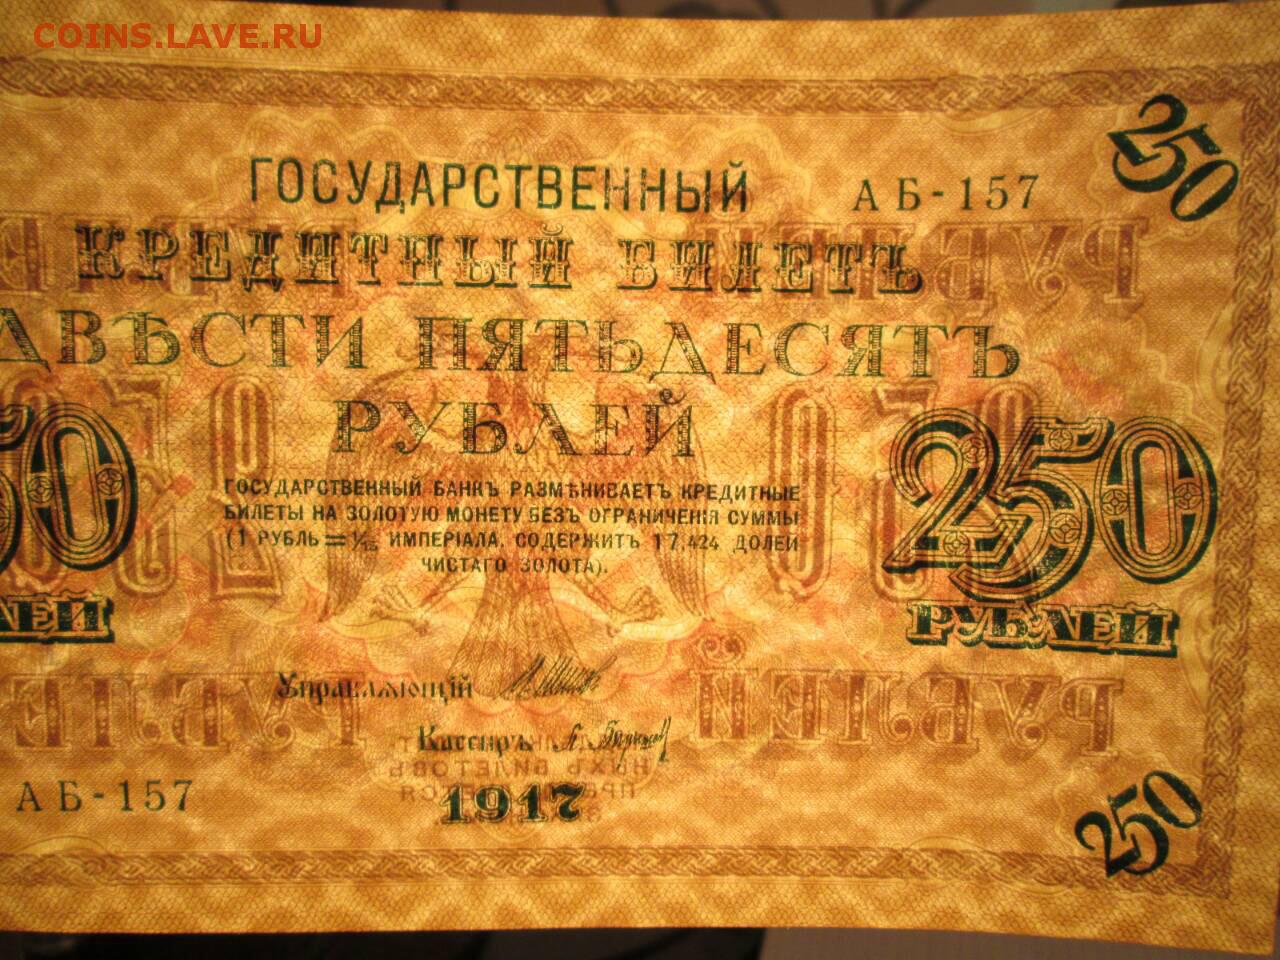 COINS.LAVE.RU
ГОСУДАРСТВЕННЫЙ
АБ-157
250
КРЕДИТНЫЙ БИЛЕТЪ
ДВѢСТИ ПЯТЬДЕСЯТЪ
РУБЛЕЙ
50
250
ГОСУДАРСТВЕННЫЙ БАНКЪ РАЗМѢНИВАЕТЪ КРЕДИТНЫЕ
БИЛЕТЫ НА ЗОЛОТУЮ МОНЕТУ БЕЗЪ ОГРАНИЧЕНІЯ СУММЫ
(1 РУБЛЬ = 1/15 ИМПЕРІАЛА, СОДЕРЖИТЪ 17,424 ДОЛЕЙ
ЧИСТАГО ЗОЛОТА).
ЛЕЙ
РУБЛЕЙ
Управляющій
Кассиръ
АБ-157
1917
250